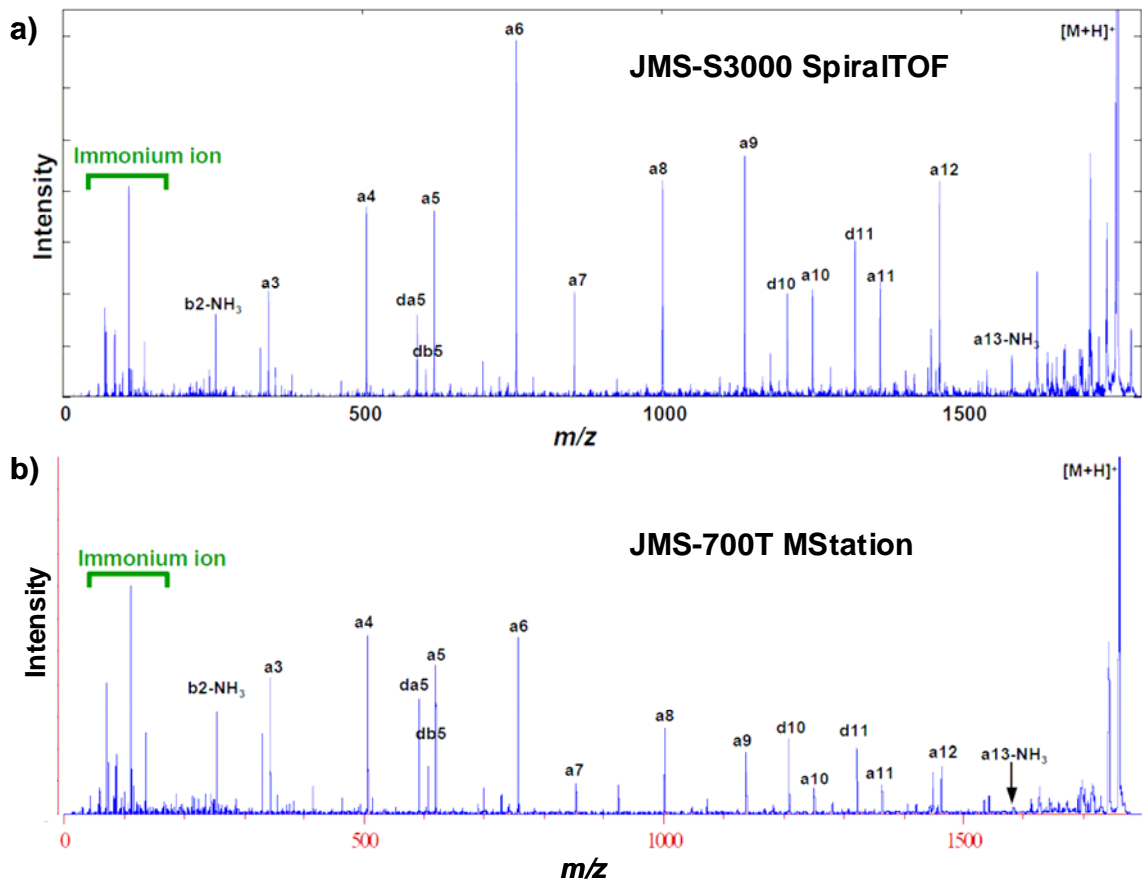 a)
JMS-S3000 SpiralTOF
[M+H]⁺
Immonium ion
b2-NH₃
a3
a4
da5
db5
a5
a6
a7
a8
a9
d10
a10
d11
a11
a12
a13-NH₃
Intensity
0 500 1000 1500
m/z
b)
JMS-700T MStation
[M+H]⁺
Immonium ion
b2-NH₃
a3
a4
da5
db5
a5
a6
a7
a8
a9
d10
a10
d11
a11
a12
a13-NH₃
Intensity
0 500 1000 1500
m/z